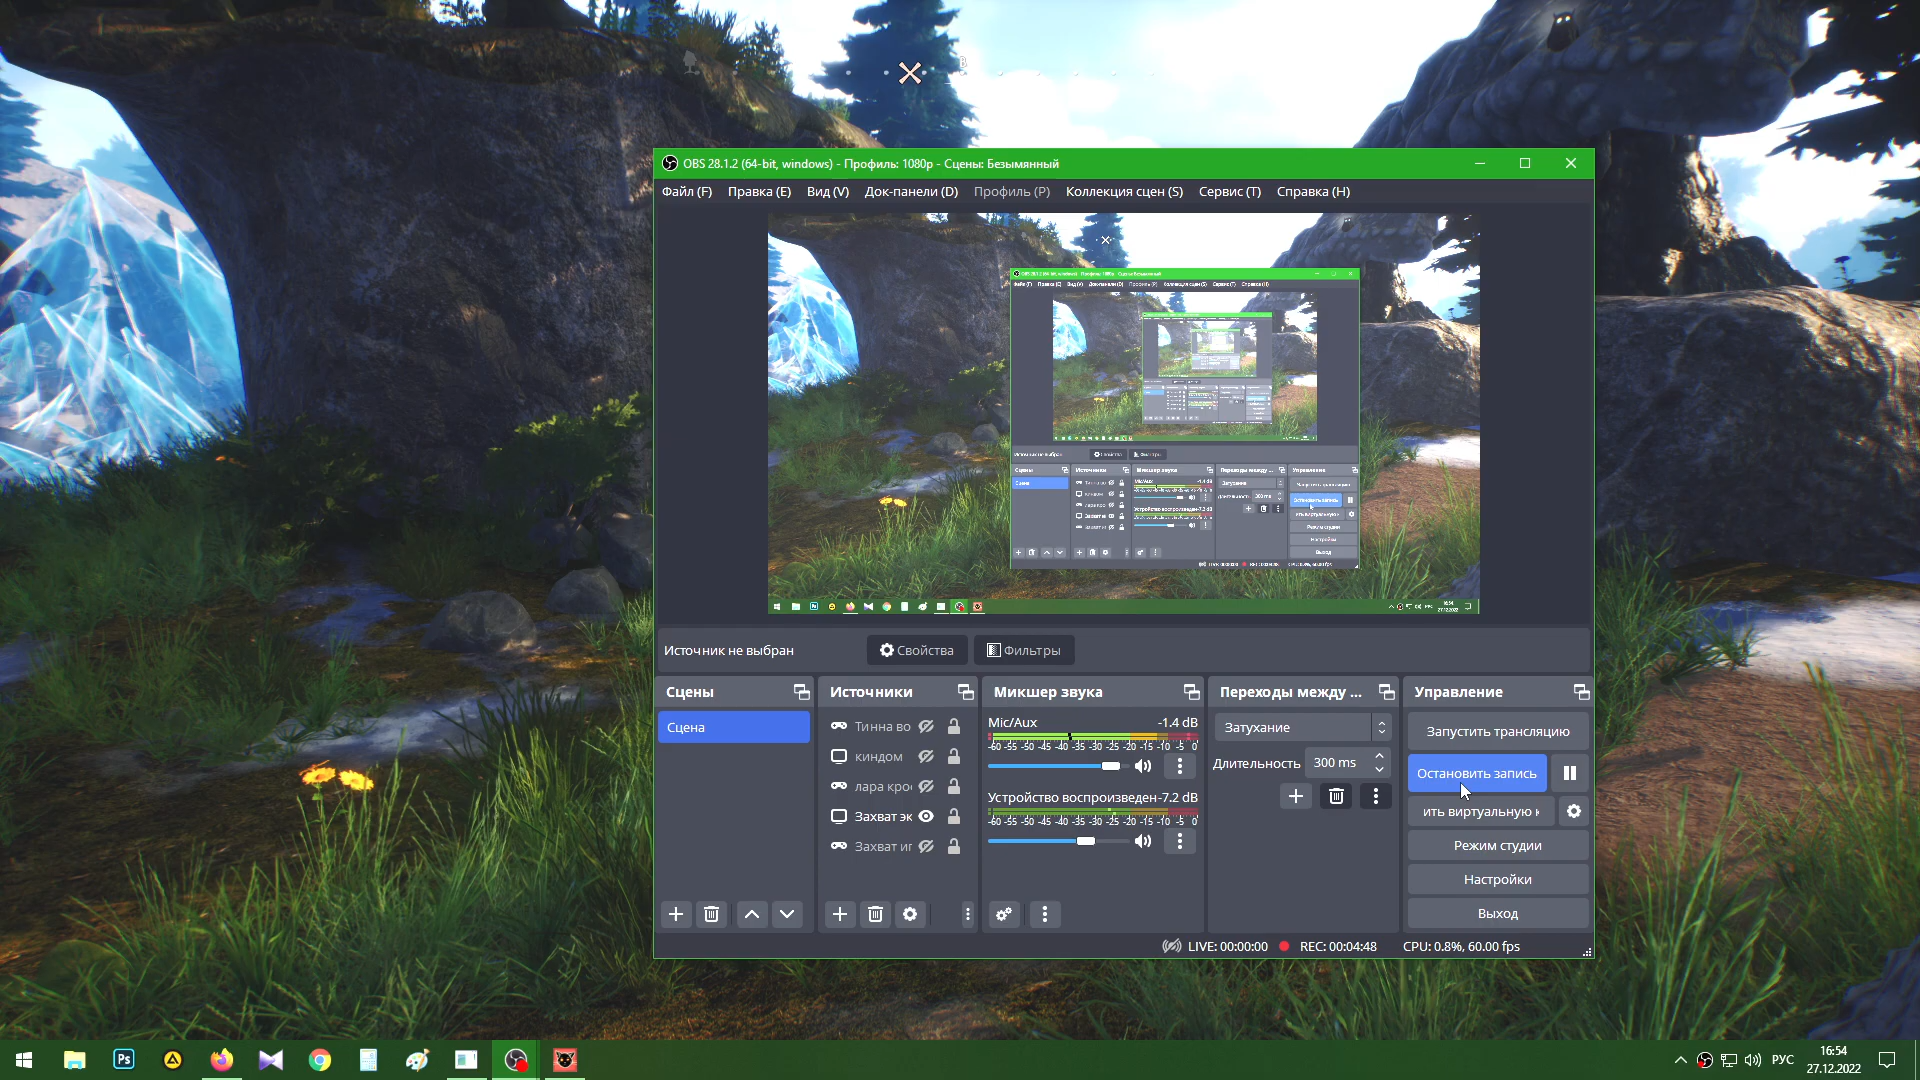 OBS 28.1.2 (64-bit, windows) - Профиль: 1080p - Сцены: Безымянный
Файл (F) Правка (E) Вид (V) Док-панели (D) Профиль (P) Коллекция сцен (S) Сервис (T) Справка (H)
Источник не выбран Свойства Фильтры
Сцены Источники Микшер звука Переходы между ... Управление
Сцена
Тинна во
киндом
лара кро
Захват эк
Захват иг
Mic/Aux -1.4 dB
-60 -55 -50 -45 -40 -35 -30 -25 -20 -15 -10 -5 0
Устройство воспроизведен -7.2 dB
-60 -55 -50 -45 -40 -35 -30 -25 -20 -15 -10 -5 0
Затухание
Длительность 300 ms
Запустить трансляцию
Остановить запись
ить виртуальную к
Режим студии
Настройки
Выход
LIVE: 00:00:00 REC: 00:04:48 CPU: 0.8%, 60.00 fps
Ps
РУС
16:54
27.12.2022